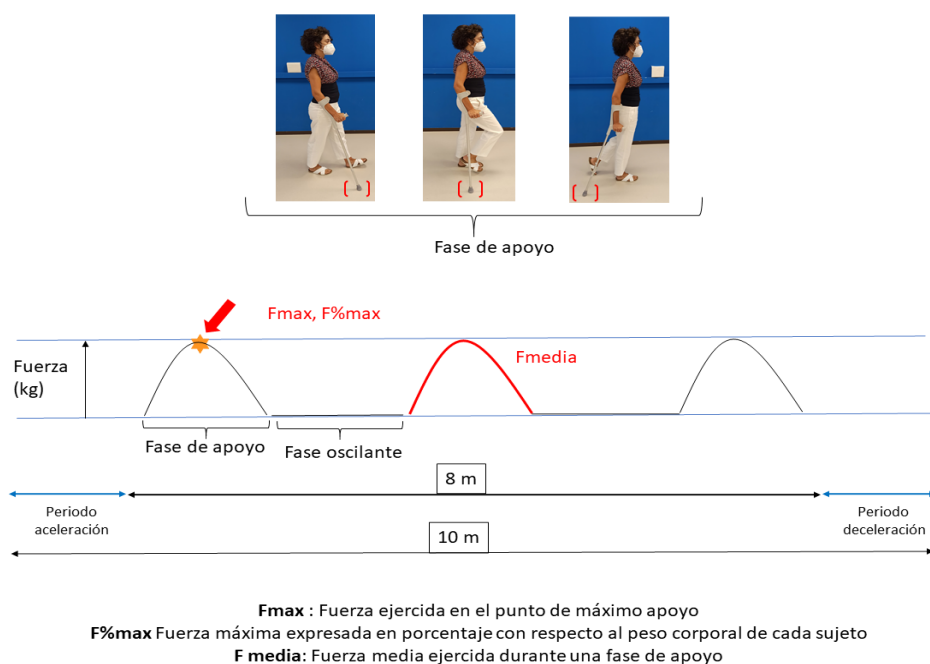 Fase de apoyo
Fmax, F%max
Fmedia
Fuerza
(kg)
Fase de apoyo
Fase oscilante
8 m
Periodo
aceleración
Periodo
deceleración
10 m
Fmax : Fuerza ejercida en el punto de máximo apoyo
F%max Fuerza máxima expresada en porcentaje con respecto al peso corporal de cada sujeto
F media: Fuerza media ejercida durante una fase de apoyo